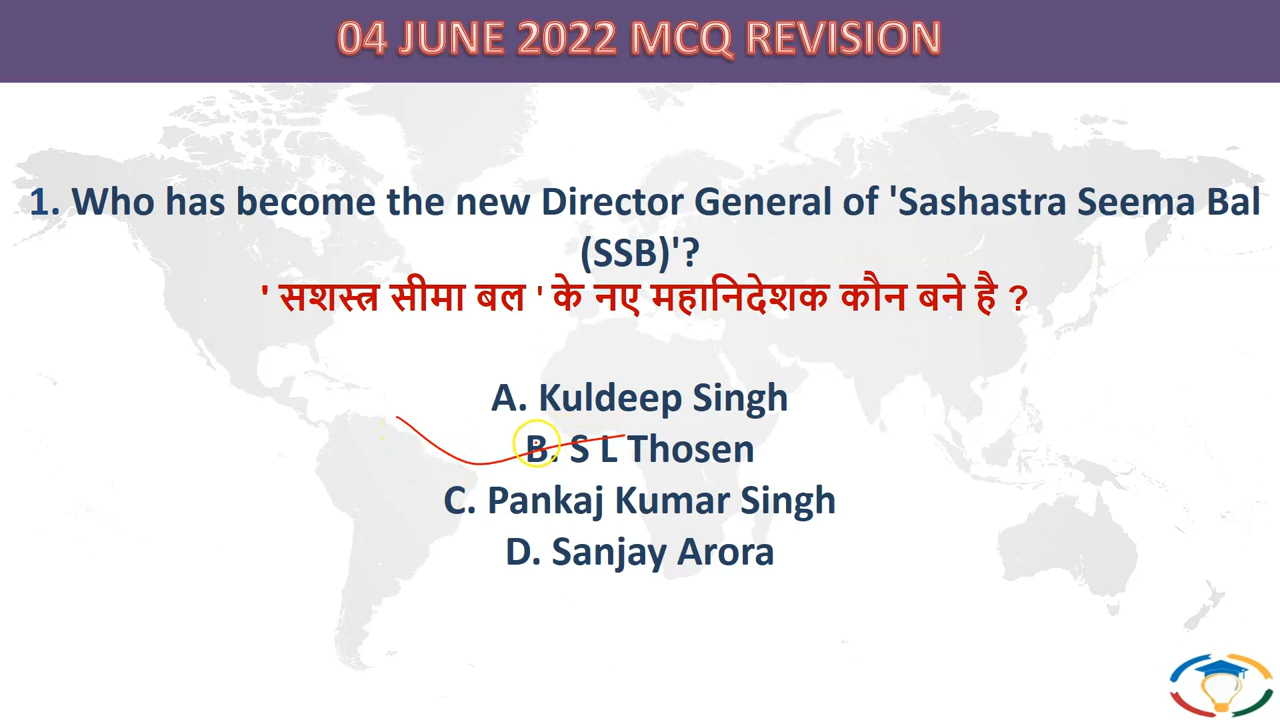 04 JUNE 2022 MCQ REVISION
1. Who has become the new Director General of 'Sashastra Seema Bal
(SSB)'?
' सशस्त्र सीमा बल ' के नए महानिदेशक कौन बने है ?
A. Kuldeep Singh
B. S L Thosen
C. Pankaj Kumar Singh
D. Sanjay Arora